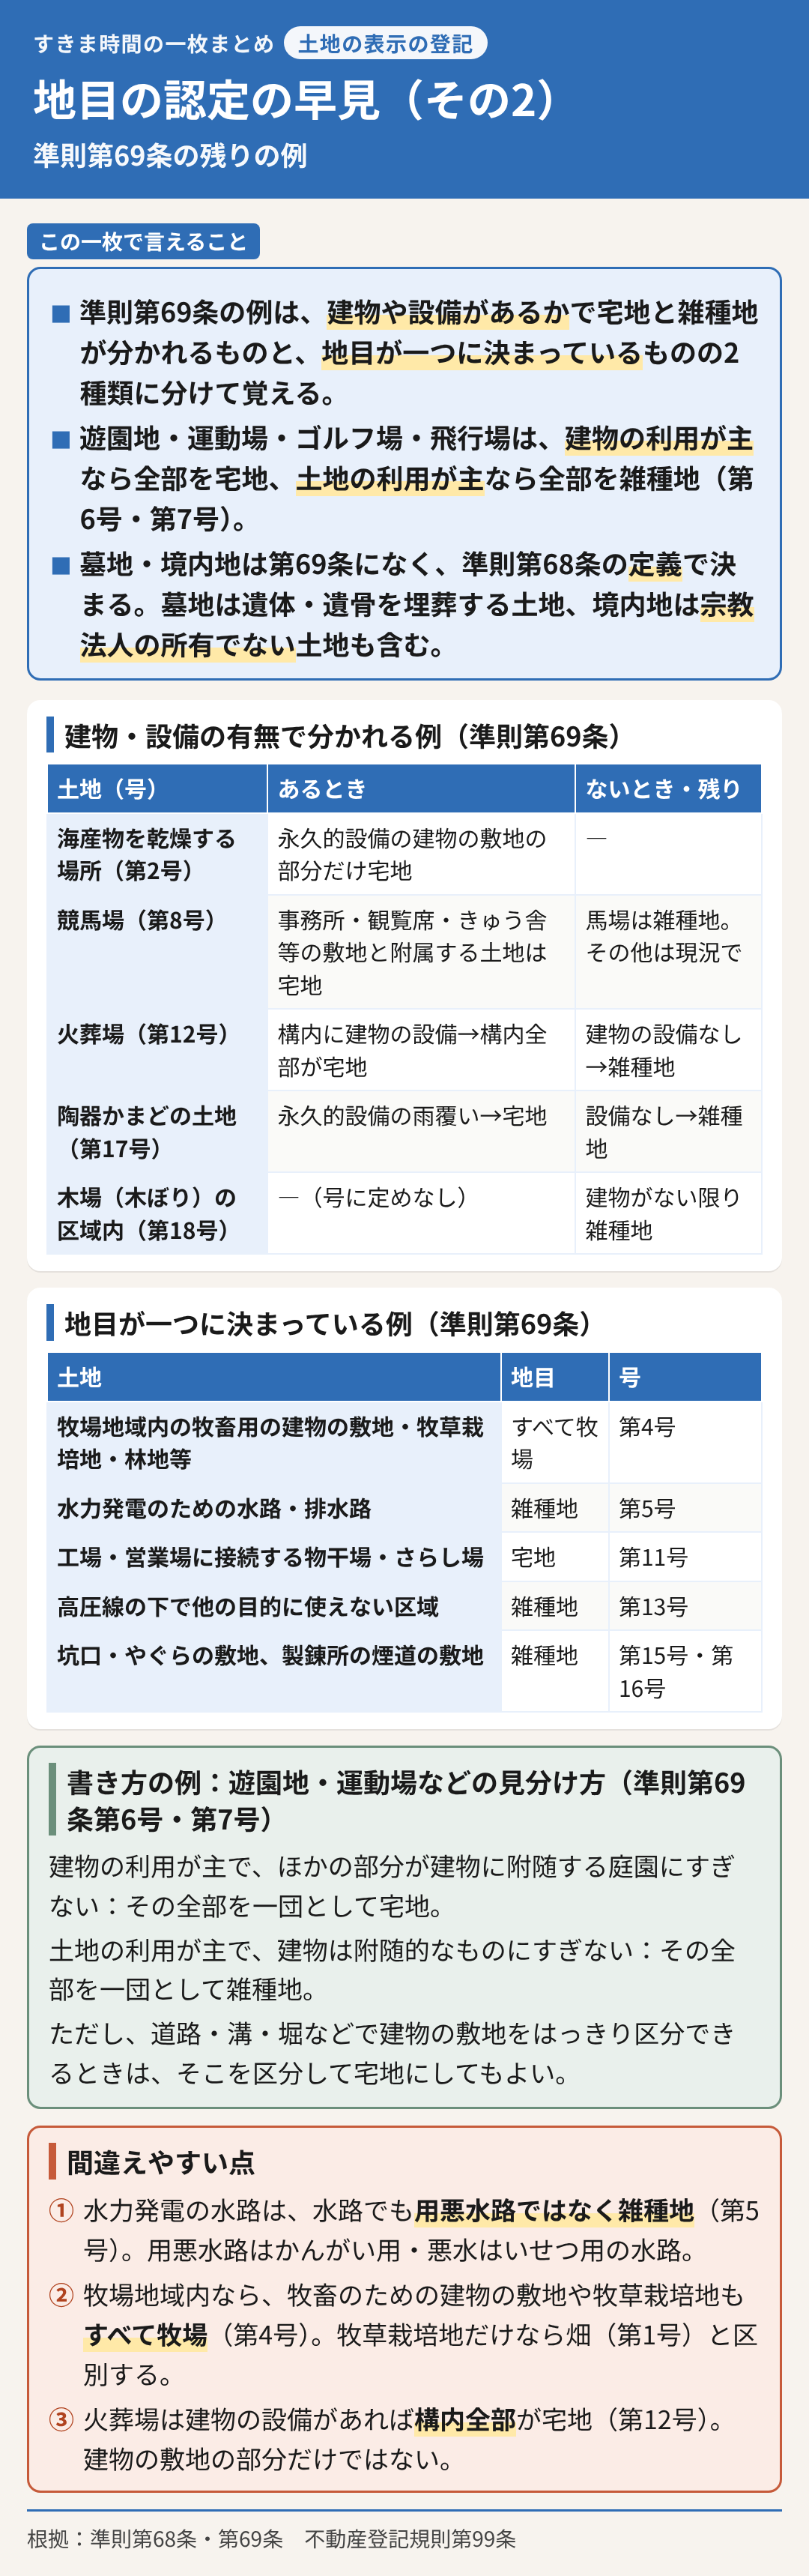 すきま時間の一枚まとめ 土地の表示の登記
地目の認定の早見（その2）
準則第69条の残りの例
この一枚で言えること
■ 準則第69条の例は、建物や設備があるかで宅地と雑種地
が分かれるものと、地目が一つに決まっているものの2
種類に分けて覚える。
■ 遊園地・運動場・ゴルフ場・飛行場は、建物の利用が主
なら全部を宅地、土地の利用が主なら全部を雑種地（第
6号・第7号）。
■ 墓地・境内地は第69条になく、準則第68条の定義で決
まる。墓地は遺体・遺骨を埋葬する土地、境内地は宗教
法人の所有でない土地も含む。
建物・設備の有無で分かれる例（準則第69条）
土地（号） あるとき ないとき・残り
海産物を乾燥する 永久的設備の建物の敷地の —
場所（第2号） 部分だけ宅地
競馬場（第8号） 事務所・観覧席・きゅう舎 馬場は雑種地。
等の敷地と附属する土地は その他は現況で
宅地
火葬場（第12号） 構内に建物の設備→構内全 建物の設備なし
部が宅地 →雑種地
陶器かまどの土地 永久的設備の雨覆い→宅地 設備なし→雑種
（第17号） 地
木場（木ぼり）の —（号に定めなし） 建物がない限り
区域内（第18号） 雑種地
地目が一つに決まっている例（準則第69条）
土地 地目 号
牧場地域内の牧畜用の建物の敷地・牧草栽 すべて牧 第4号
培地・林地等 場
水力発電のための水路・排水路 雑種地 第5号
工場・営業場に接続する物干場・さらし場 宅地 第11号
高圧線の下で他の目的に使えない区域 雑種地 第13号
坑口・やぐらの敷地、製錬所の煙道の敷地 雑種地 第15号・第
16号
書き方の例：遊園地・運動場などの見分け方（準則第69
条第6号・第7号）
建物の利用が主で、ほかの部分が建物に附随する庭園にすぎ
ない：その全部を一団として宅地。
土地の利用が主で、建物は附随的なものにすぎない：その全
部を一団として雑種地。
ただし、道路・溝・堀などで建物の敷地をはっきり区分でき
るときは、そこを区分して宅地にしてもよい。
間違えやすい点
① 水力発電の水路は、水路でも用悪水路ではなく雑種地（第5
号）。用悪水路はかんがい用・悪水はいせつ用の水路。
② 牧場地域内なら、牧畜のための建物の敷地や牧草栽培地も
すべて牧場（第4号）。牧草栽培地だけなら畑（第1号）と区
別する。
③ 火葬場は建物の設備があれば構内全部が宅地（第12号）。
建物の敷地の部分だけではない。
根拠：準則第68条・第69条　不動産登記規則第99条